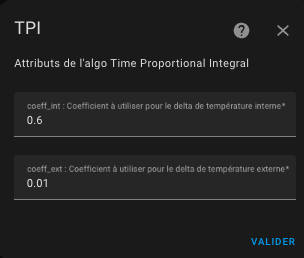 TPI
Attributs de l'algo Time Proportional Integral
coeff_int : Coefficient à utiliser pour le delta de température interne*
0.6
coeff_ext : Coefficient à utiliser pour le delta de température externe*
0.01
VALIDER